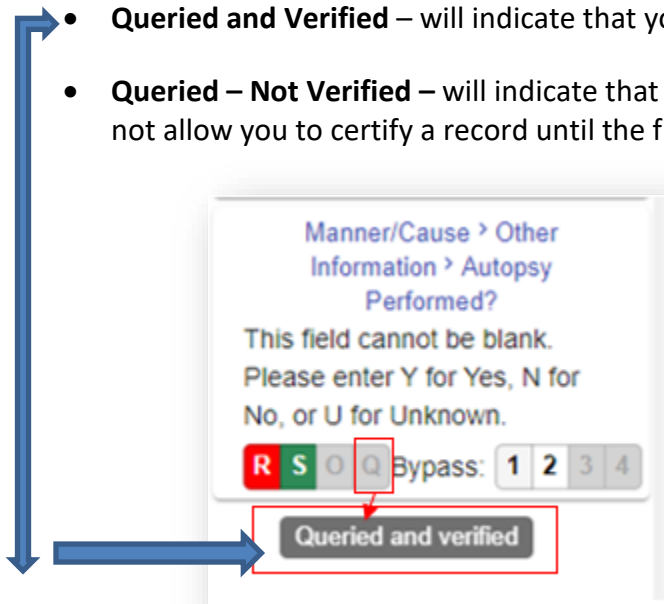 • Queried and Verified – will indicate that yo
• Queried – Not Verified – will indicate that
not allow you to certify a record until the f
Manner/Cause > Other
Information > Autopsy
Performed?
This field cannot be blank.
Please enter Y for Yes, N for
No, or U for Unknown.
R S O Q Bypass: 1 2 3 4
Queried and verified